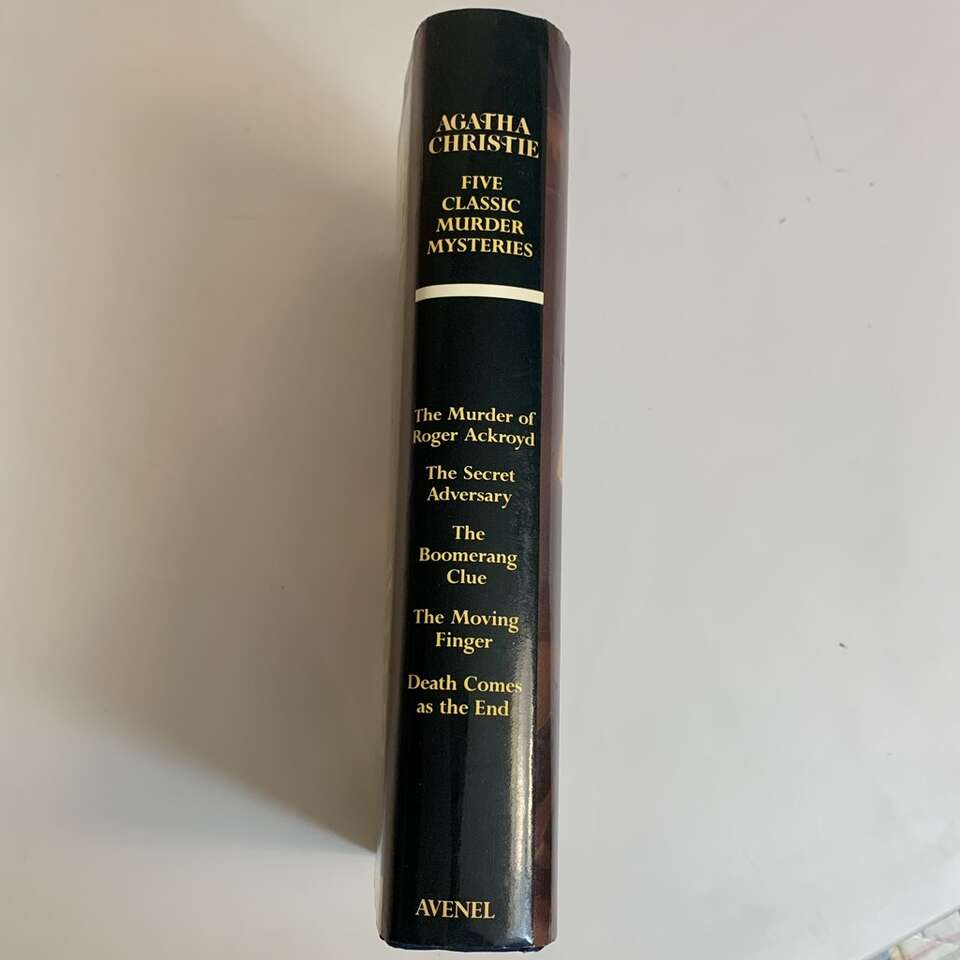 AGATHA
CHRISTIE
FIVE
CLASSIC
MURDER
MYSTERIES
The Murder of
Roger Ackroyd
The Secret
Adversary
The
Boomerang
Clue
The Moving
Finger
Death Comes
as the End
AVENEL